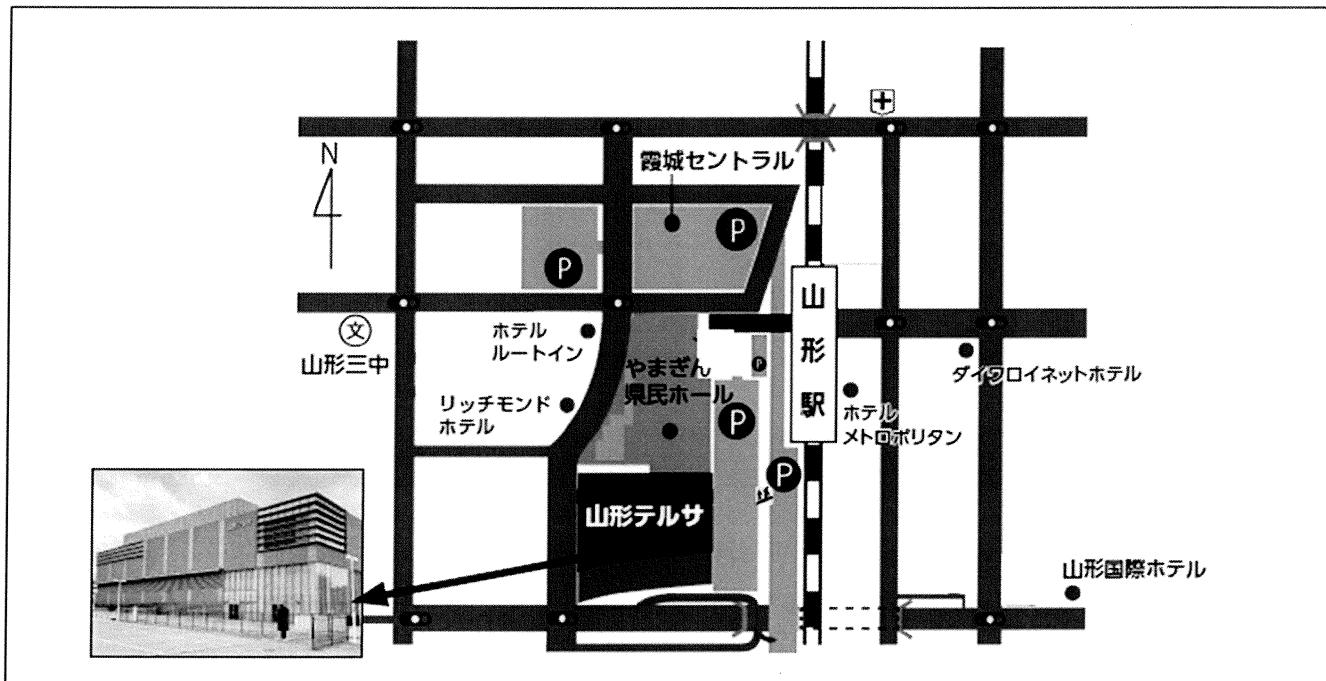 N
霞城セントラル
P
P
文
山形三中
ホテル
ルートイン
やまぎん
県民ホール
リッチモンド
ホテル
P
P
P
山形駅
ホテル
メトロポリタン
ダイワロイネットホテル
山形テルサ
山形国際ホテル